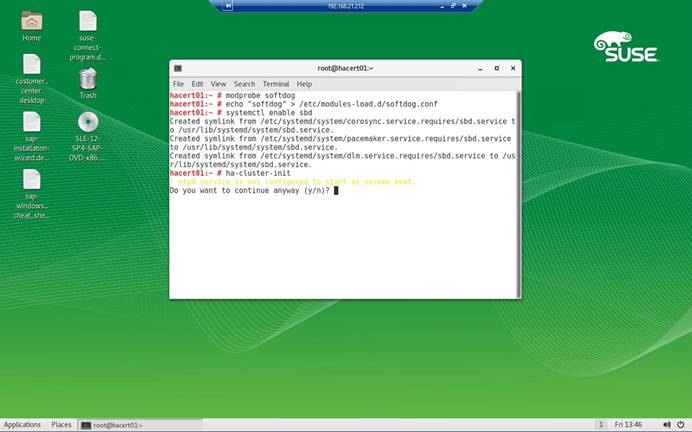 192.168.21.212
Home
suse-
connect-
program.d...
customer_
center.
desktop
Trash
sap-
installation-
wizard.de...
SLE-12-
SP4-SAP-
DVD-x86....
sap-
windows_
cheat_she...
SUSE
root@hacert01:~
File Edit View Search Terminal Help
hacert01:~ # modprobe softdog
hacert01:~ # echo "softdog" > /etc/modules-load.d/softdog.conf
hacert01:~ # systemctl enable sbd
Created symlink from /etc/systemd/system/corosync.service.requires/sbd.service t
o /usr/lib/systemd/system/sbd.service.
Created symlink from /etc/systemd/system/pacemaker.service.requires/sbd.service
to /usr/lib/systemd/system/sbd.service.
Created symlink from /etc/systemd/system/dlm.service.requires/sbd.service to /us
r/lib/systemd/system/sbd.service.
hacert01:~ # ha-cluster-init
ntpd.service is not configured to start at system boot.
Do you want to continue anyway (y/n)?
Applications Places root@hacert01:~ 1 Fri 13:46